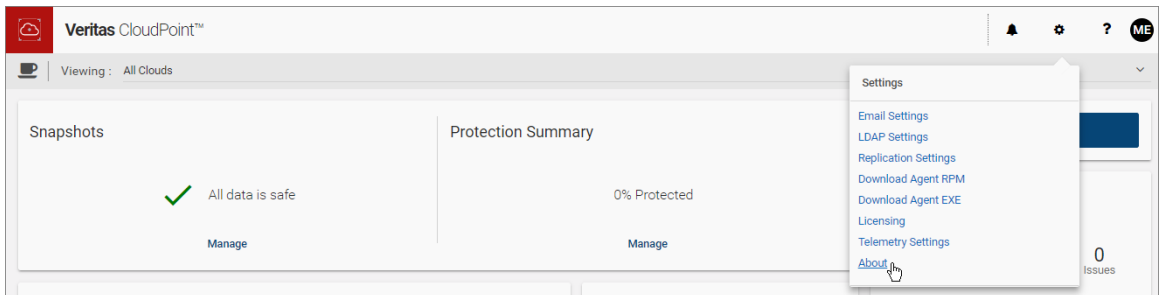 Veritas CloudPoint™
? ME
Viewing : All Clouds
Settings
Email Settings
LDAP Settings
Replication Settings
Download Agent RPM
Download Agent EXE
Licensing
Telemetry Settings
About
Snapshots
All data is safe
Manage
Protection Summary
0% Protected
Manage
0
Issues